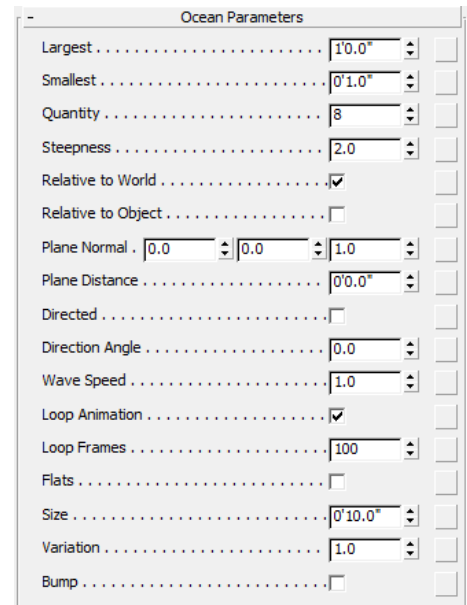 - Ocean Parameters
Largest 1'0.0"
Smallest 0'1.0"
Quantity 8
Steepness 2.0
Relative to World
Relative to Object
Plane Normal 0.0 0.0 1.0
Plane Distance 0'0.0"
Directed
Direction Angle 0.0
Wave Speed 1.0
Loop Animation
Loop Frames 100
Flats
Size 0'10.0"
Variation 1.0
Bump